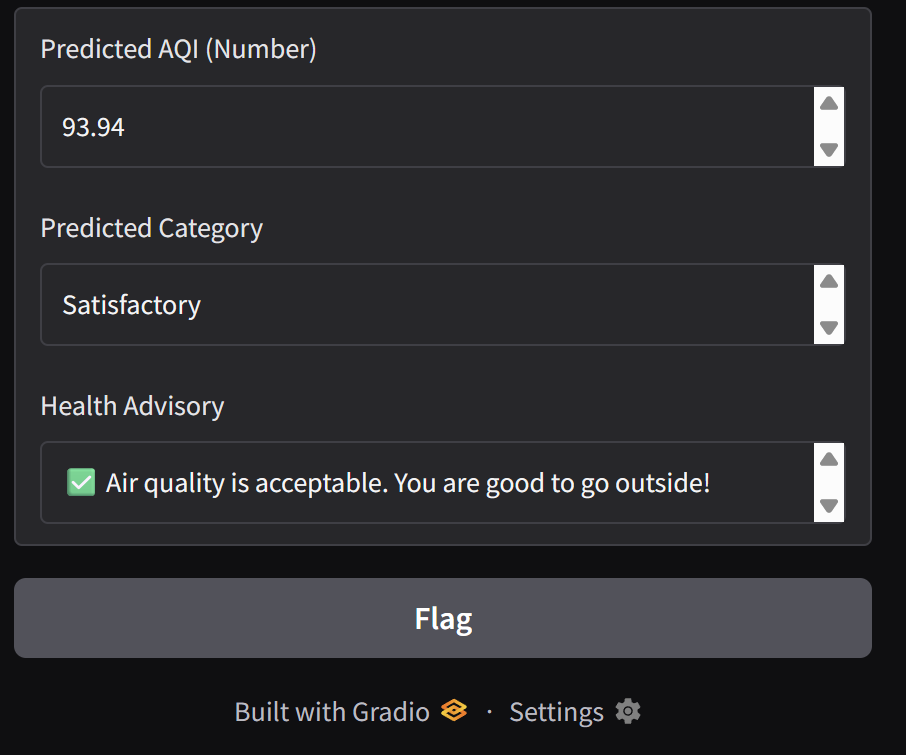 Predicted AQI (Number)
93.94
Predicted Category
Satisfactory
Health Advisory
✅ Air quality is acceptable. You are good to go outside!
Flag
Built with Gradio · Settings